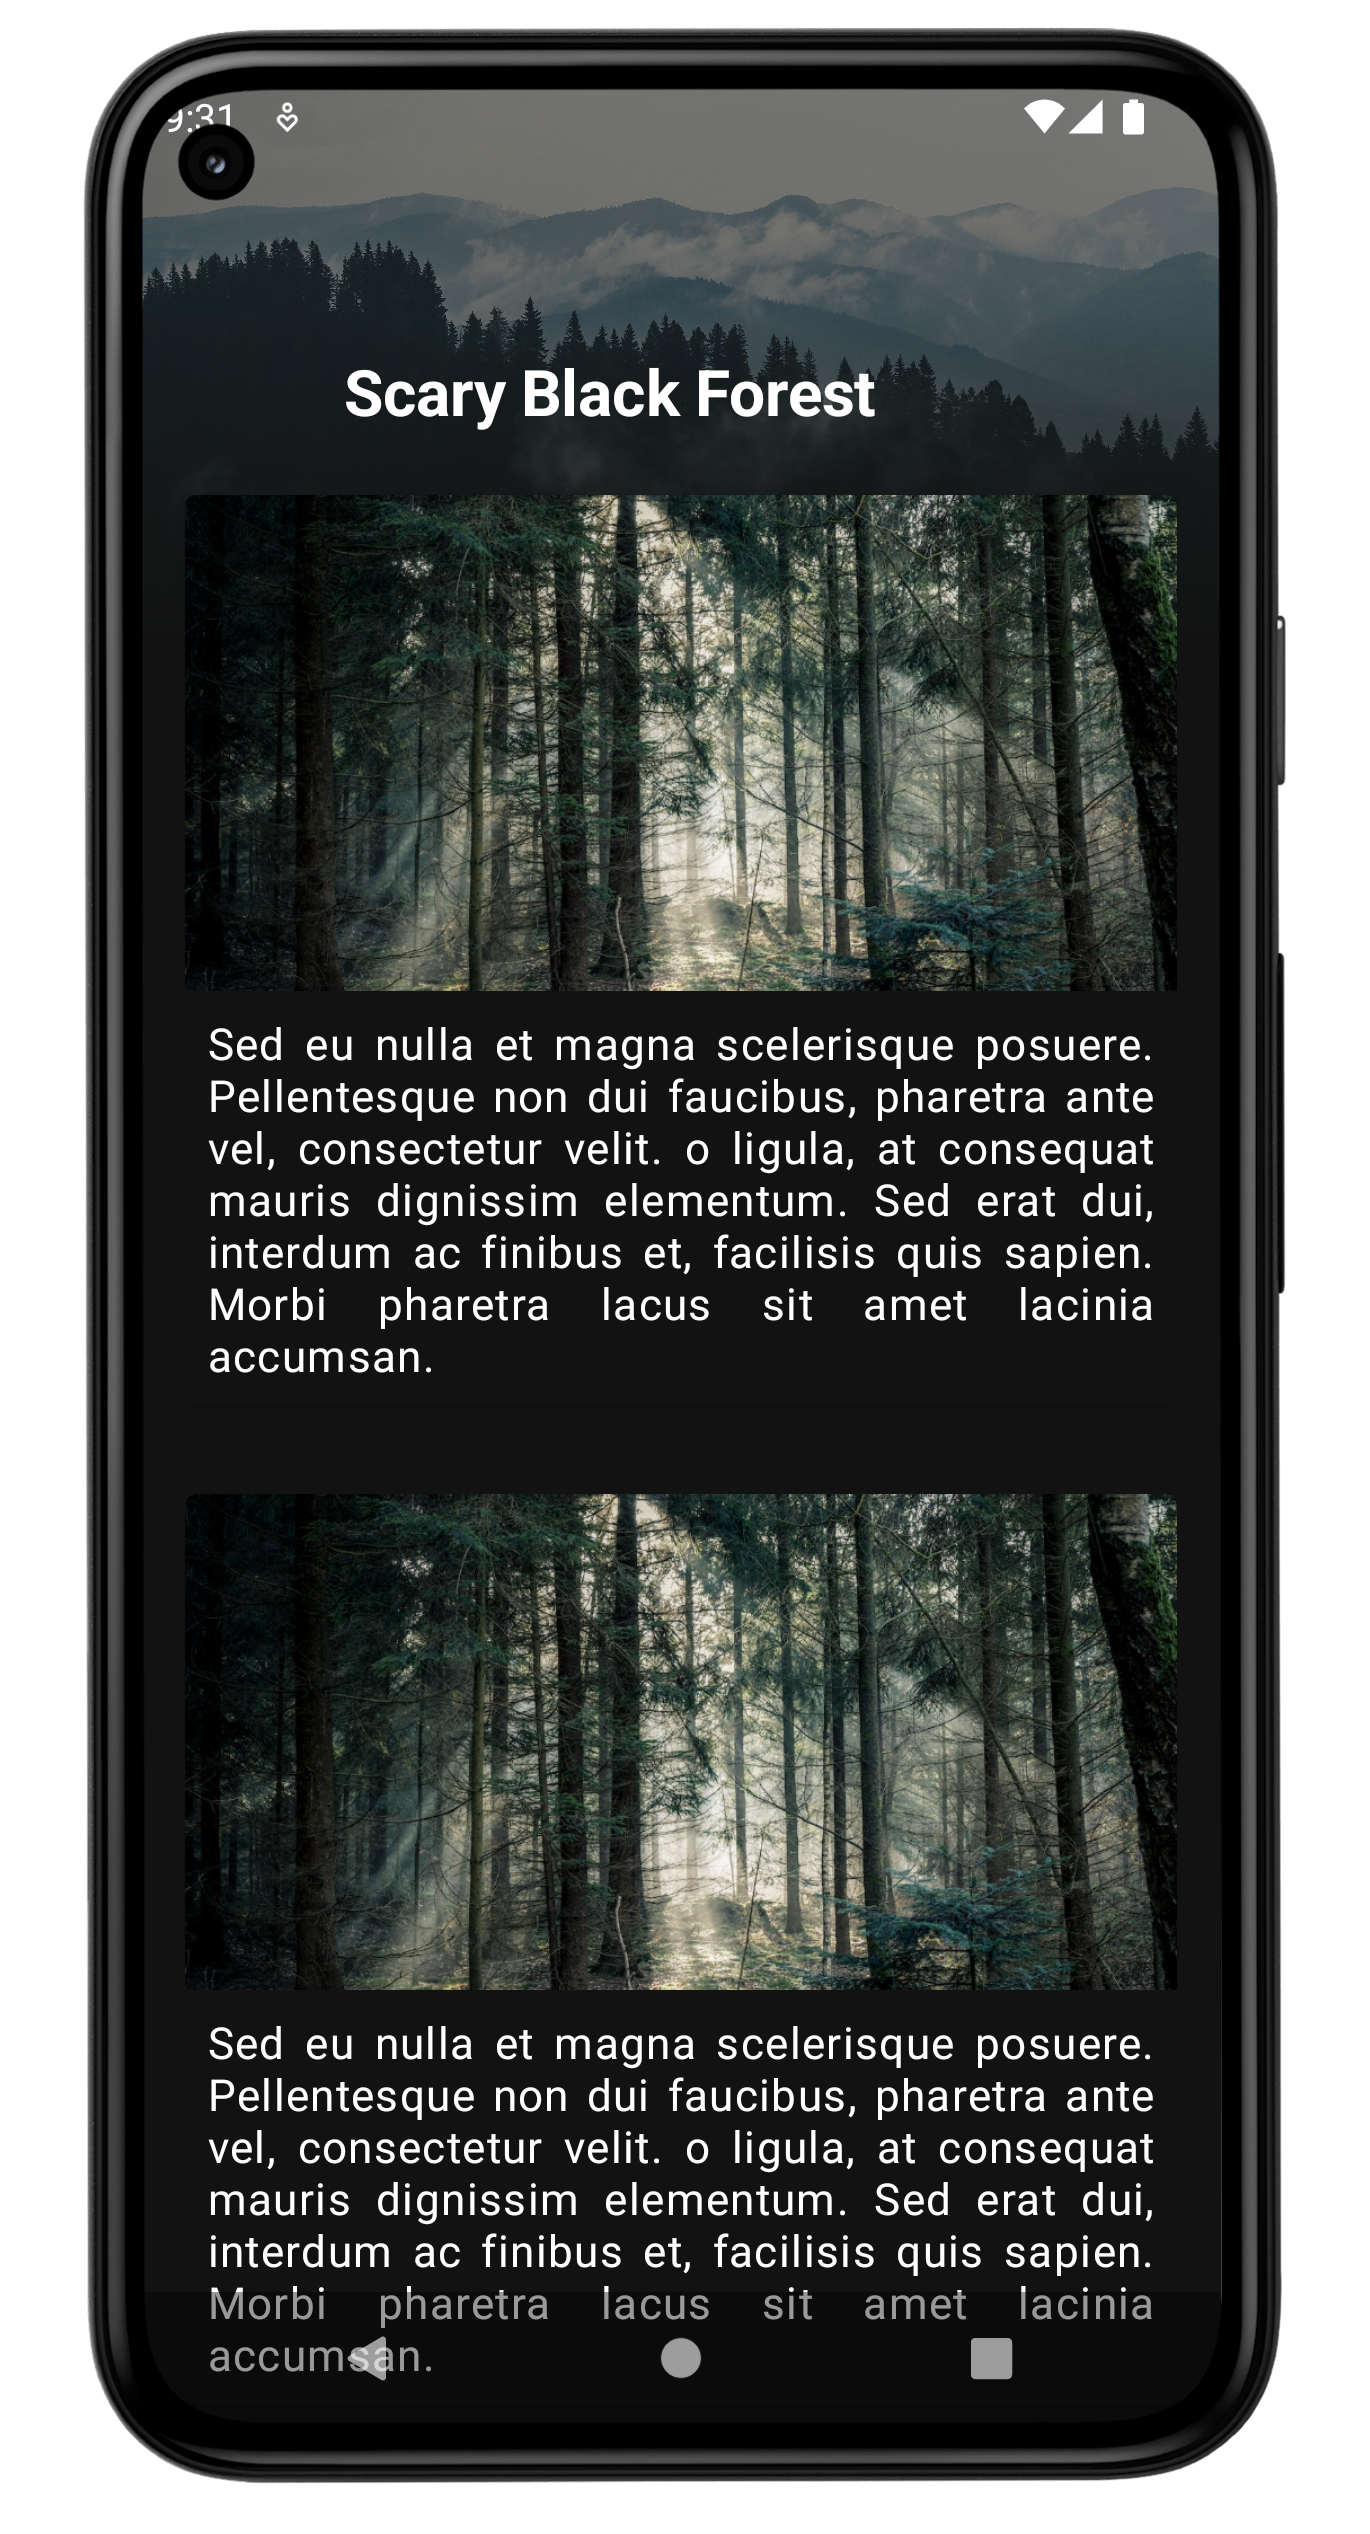 9:31
Scary Black Forest
Sed eu nulla et magna scelerisque posuere.
Pellentesque non dui faucibus, pharetra ante
vel, consectetur velit. o ligula, at consequat
mauris dignissim elementum. Sed erat dui,
interdum ac finibus et, facilisis quis sapien.
Morbi pharetra lacus sit amet lacinia
accumsan.
Sed eu nulla et magna scelerisque posuere.
Pellentesque non dui faucibus, pharetra ante
vel, consectetur velit. o ligula, at consequat
mauris dignissim elementum. Sed erat dui,
interdum ac finibus et, facilisis quis sapien.
Morbi pharetra lacus sit amet lacinia
accumsan.